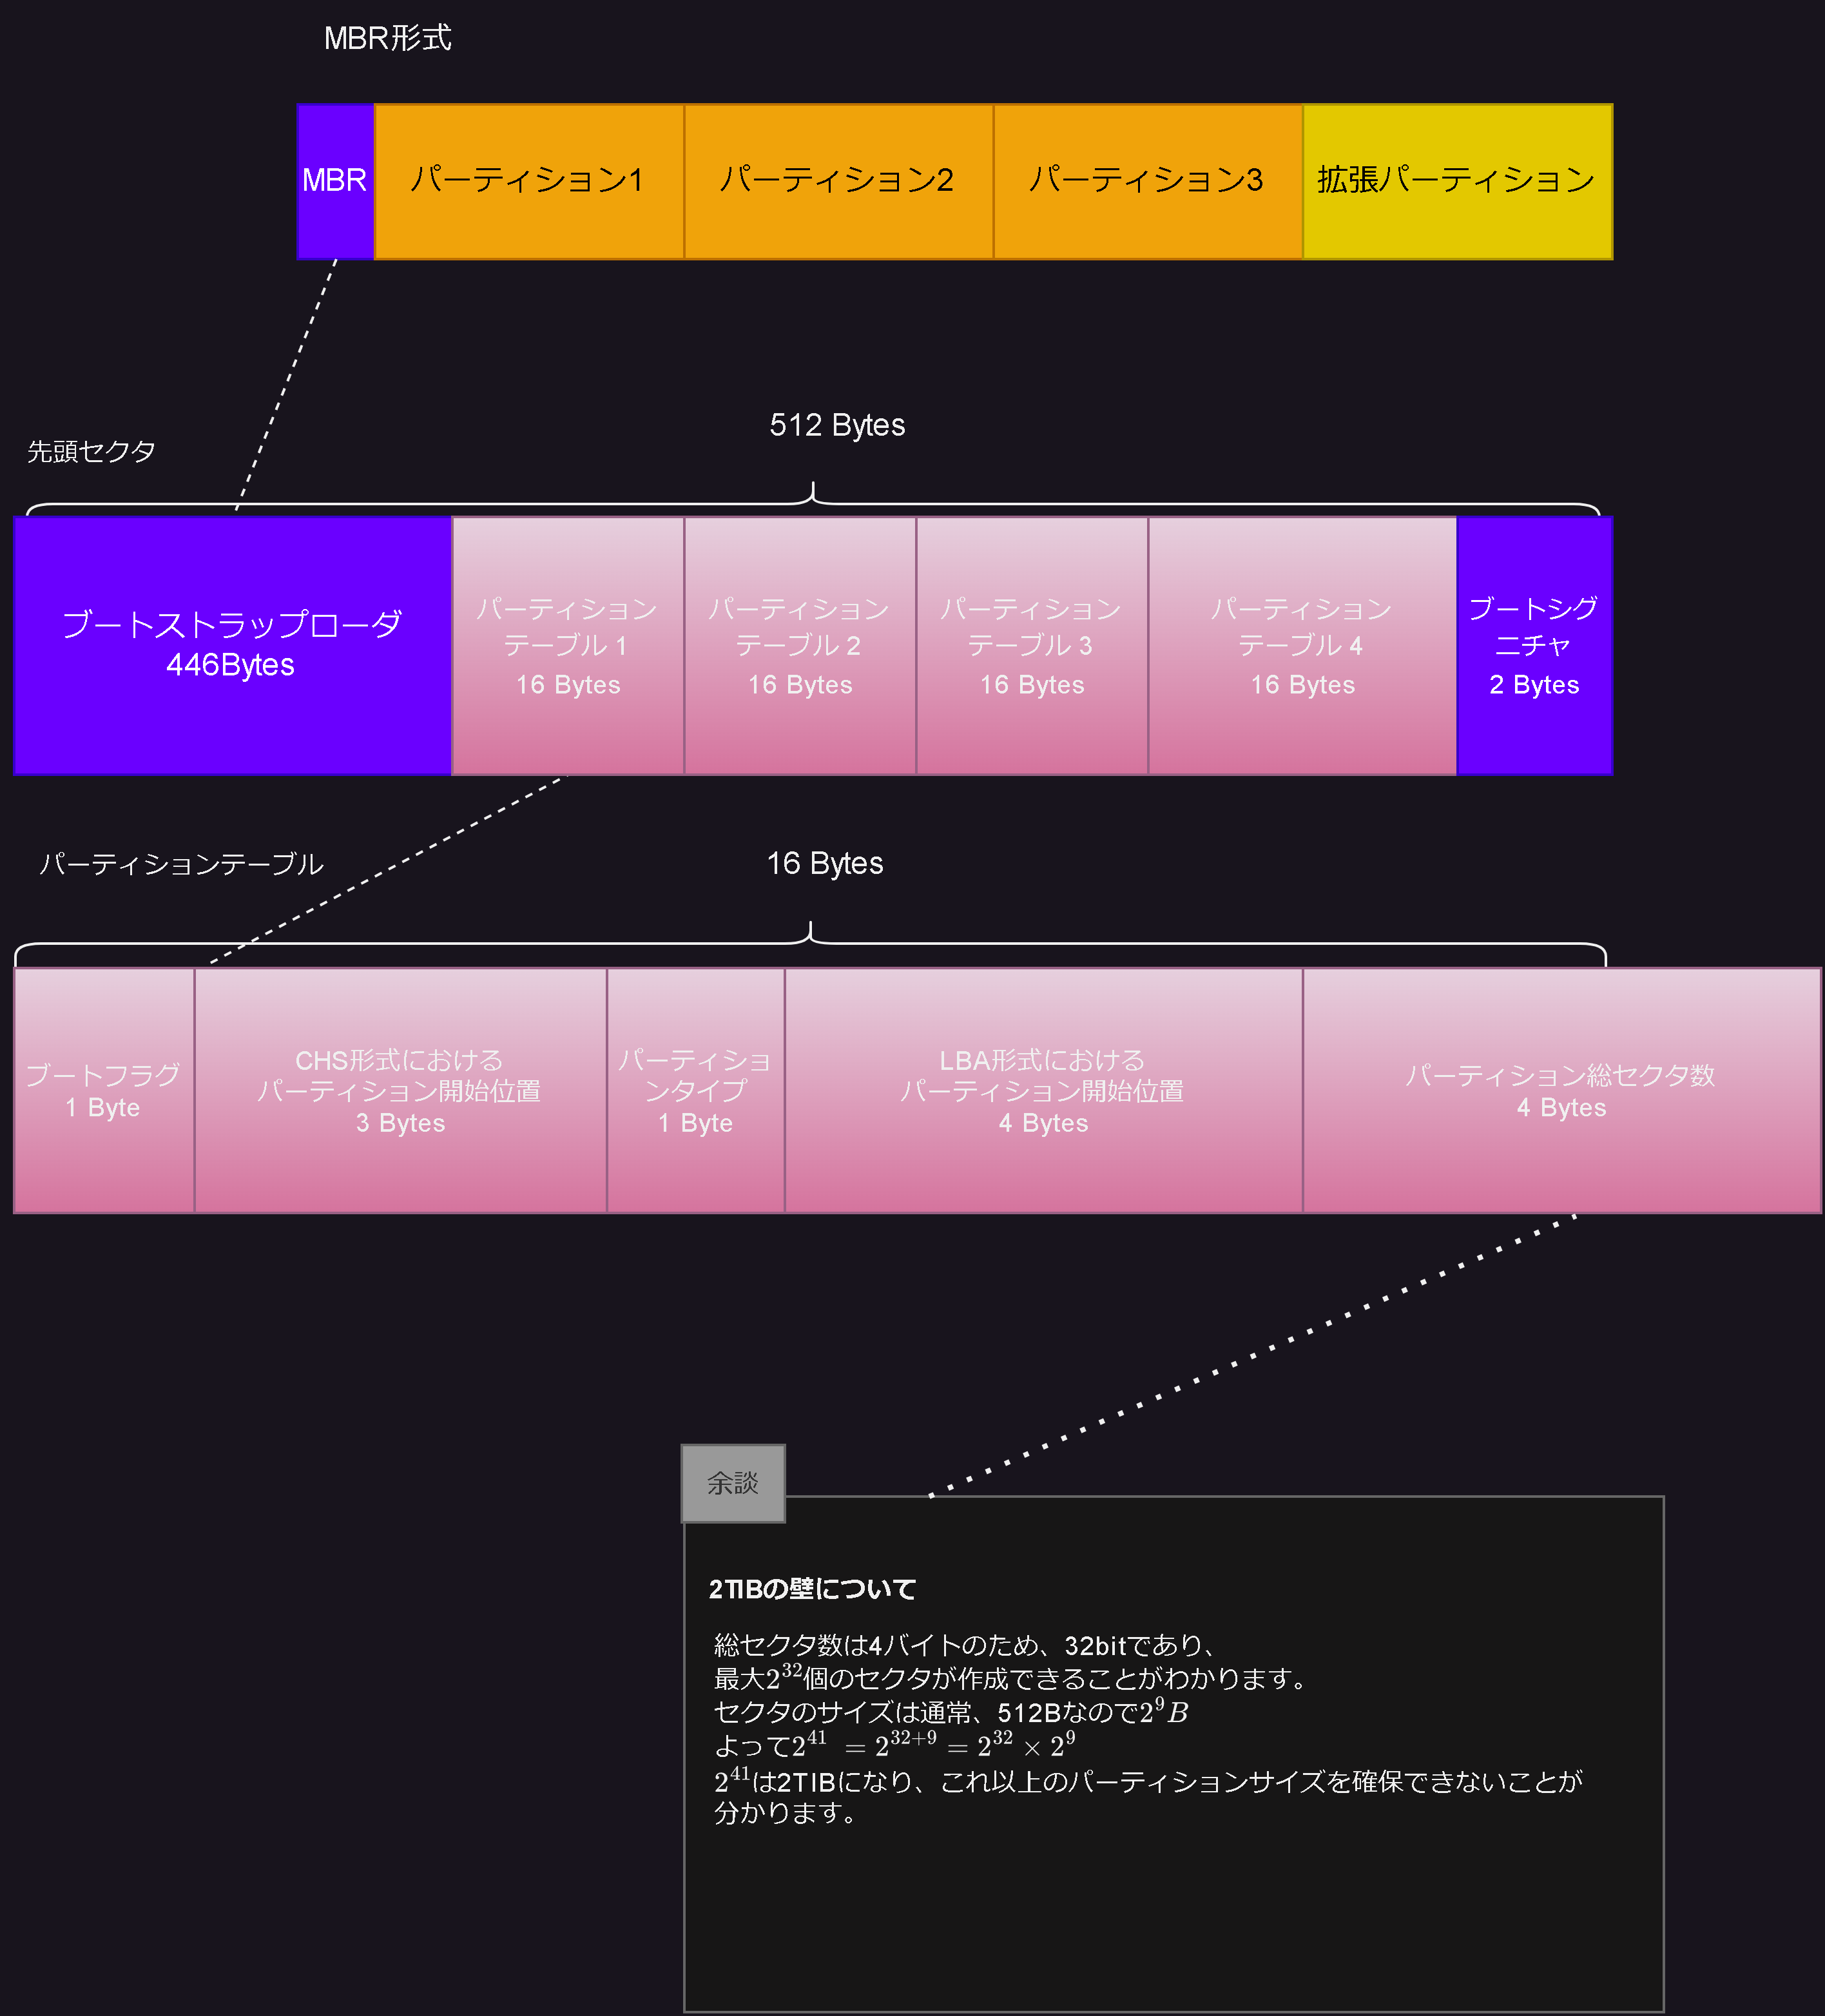 MBR形式
MBR
パーティション1
パーティション2
パーティション3
拡張パーティション
512 Bytes
先頭セクタ
ブートストラップローダ
446Bytes
パーティション
テーブル 1
16 Bytes
パーティション
テーブル 2
16 Bytes
パーティション
テーブル 3
16 Bytes
パーティション
テーブル 4
16 Bytes
ブートシグ
ニチャ
2 Bytes
パーティションテーブル
16 Bytes
ブートフラグ
1 Byte
CHS形式における
パーティション開始位置
3 Bytes
パーティショ
ンタイプ
1 Byte
LBA形式における
パーティション開始位置
4 Bytes
パーティション総セクタ数
4 Bytes
余談
2TIBの壁について
総セクタ数は4バイトのため、32bitであり、
最大2^32個のセクタが作成できることがわかります。
セクタのサイズは通常、512Bなので2^9B
よって2^41 = 2^32+9 = 2^32 × 2^9
2^41は2TIBになり、これ以上のパーティションサイズを確保できないことが
分かります。